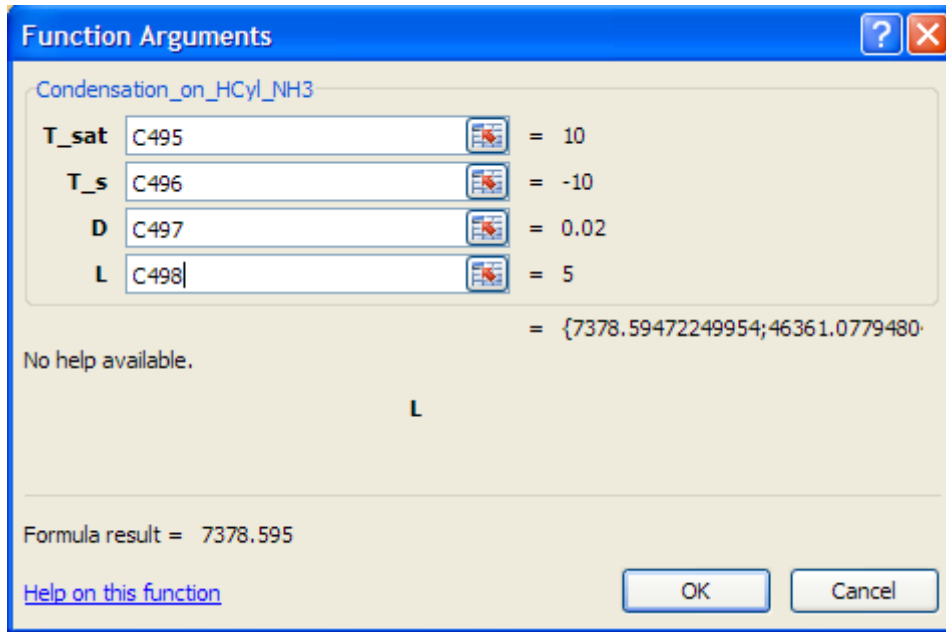 Function Arguments
Condensation_on_HCyl_NH3
T_sat C495 = 10
T_s C496 = -10
D C497 = 0.02
L C498 = 5
= {7378.59472249954;46361.0779480
No help available.
L
Formula result = 7378.595
Help on this function OK Cancel